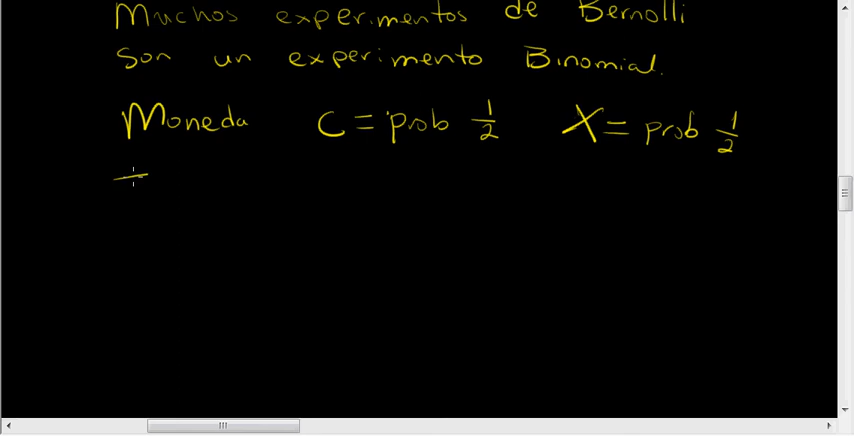 Muchos experimentos de Bernolli
Son un experimento Binomial.
Moneda C = prob 1/2 X = prob 1/2